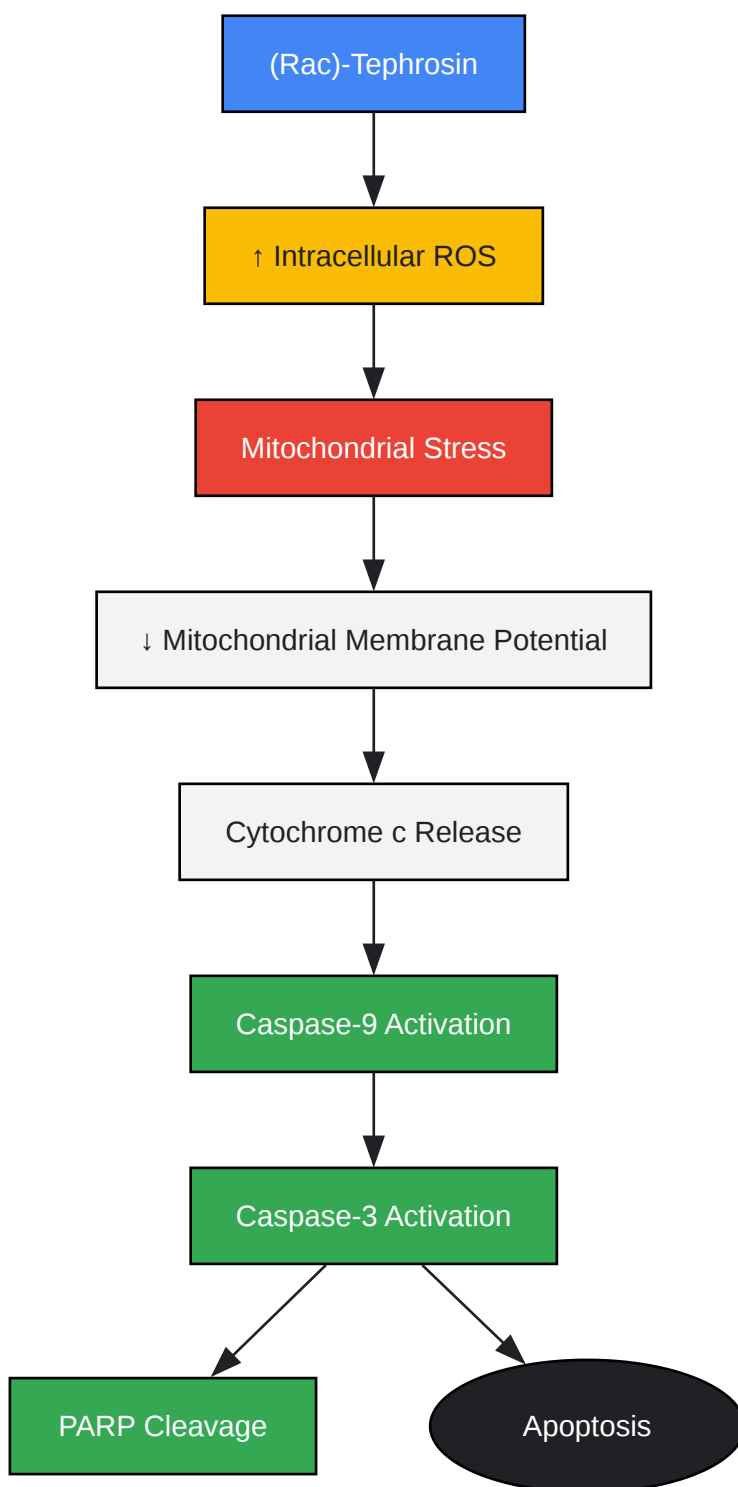 (Rac)-Tephrosin
↑ Intracellular ROS
Mitochondrial Stress
↓ Mitochondrial Membrane Potential
Cytochrome c Release
Caspase-9 Activation
Caspase-3 Activation
PARP Cleavage
Apoptosis